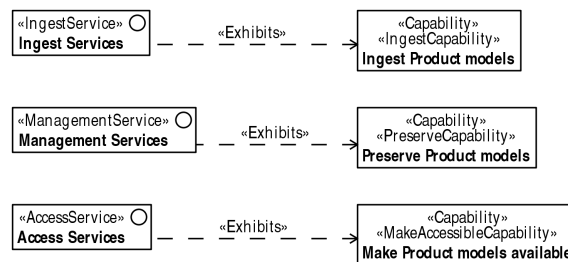 «IngestService»
Ingest Services
«Exhibits»
«Capability»
«IngestCapability»
Ingest Product models
«ManagementService»
Management Services
«Exhibits»
«Capability»
«PreserveCapability»
Preserve Product models
«AccessService»
Access Services
«Exhibits»
«Capability»
«MakeAccessibleCapability»
Make Product models available